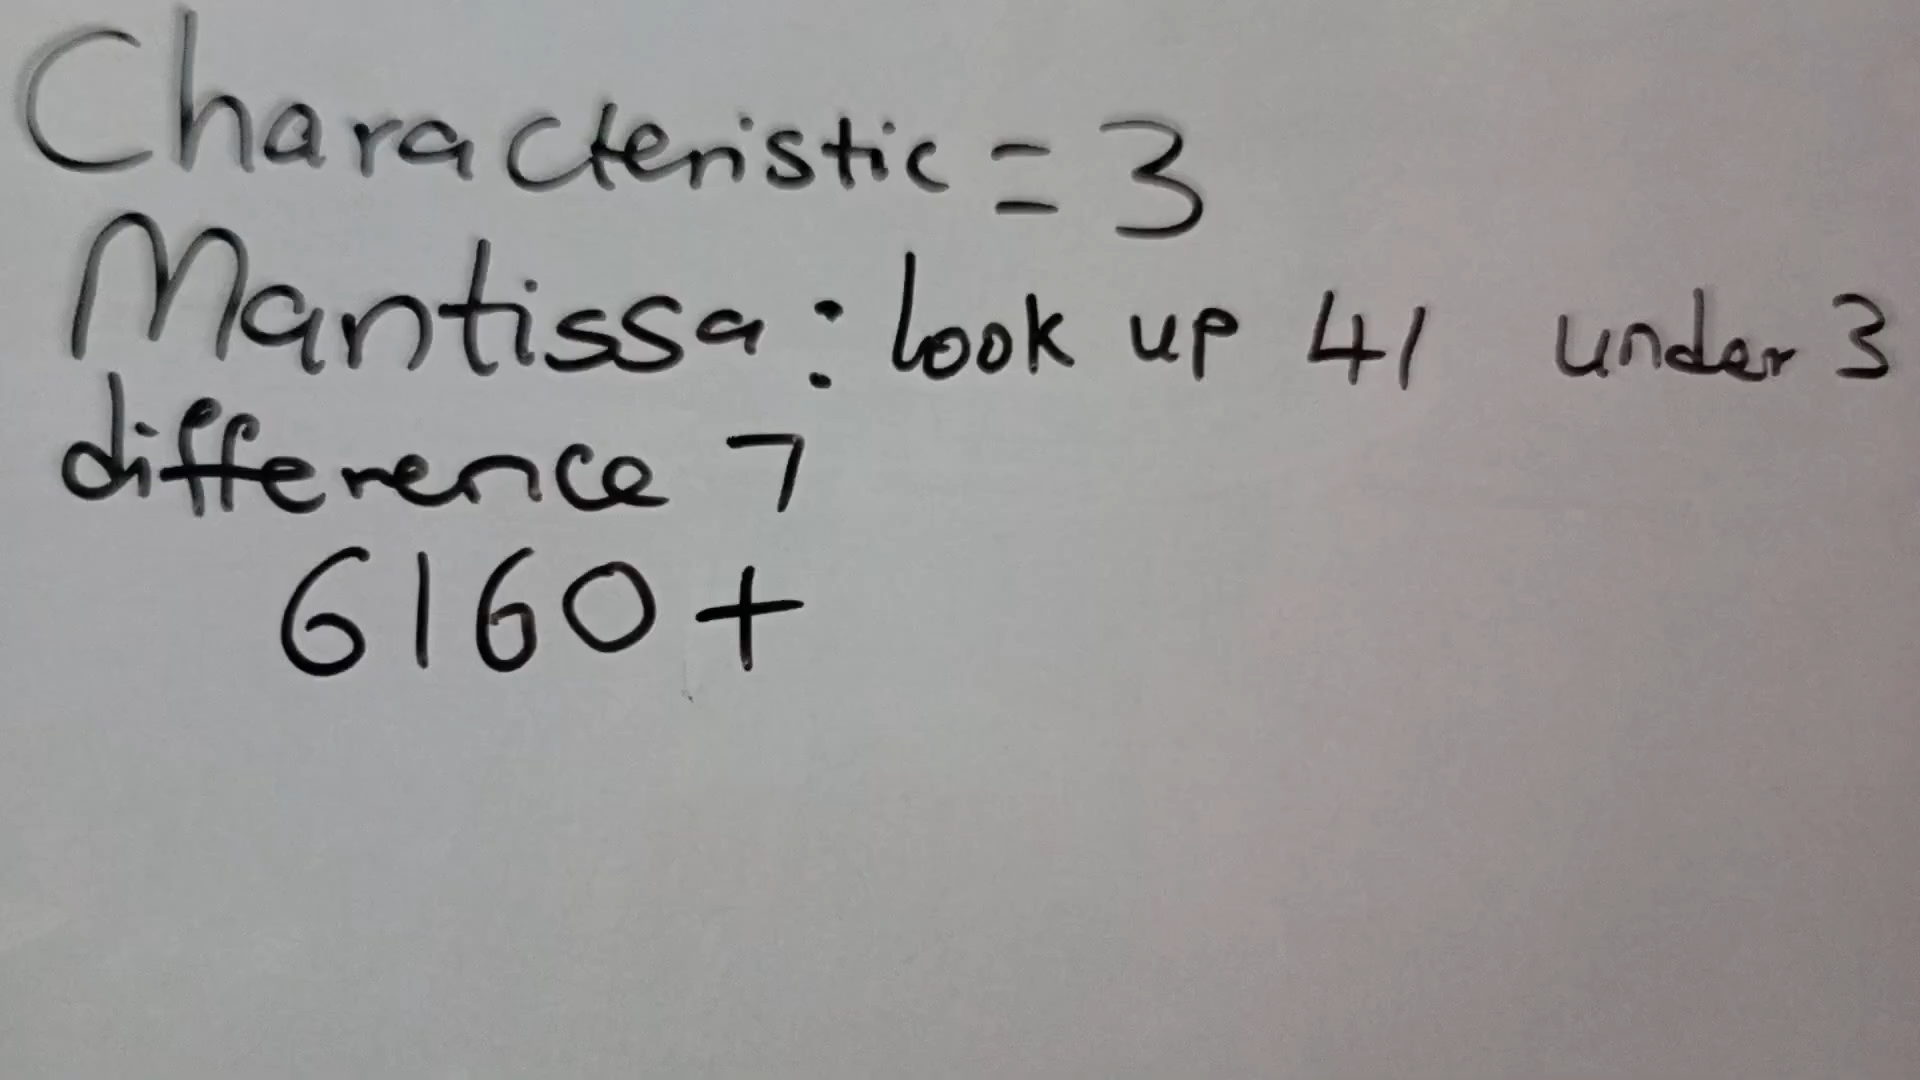 Characteristic = 3
Mantissa : look up 41 under 3
difference 7
6160 +